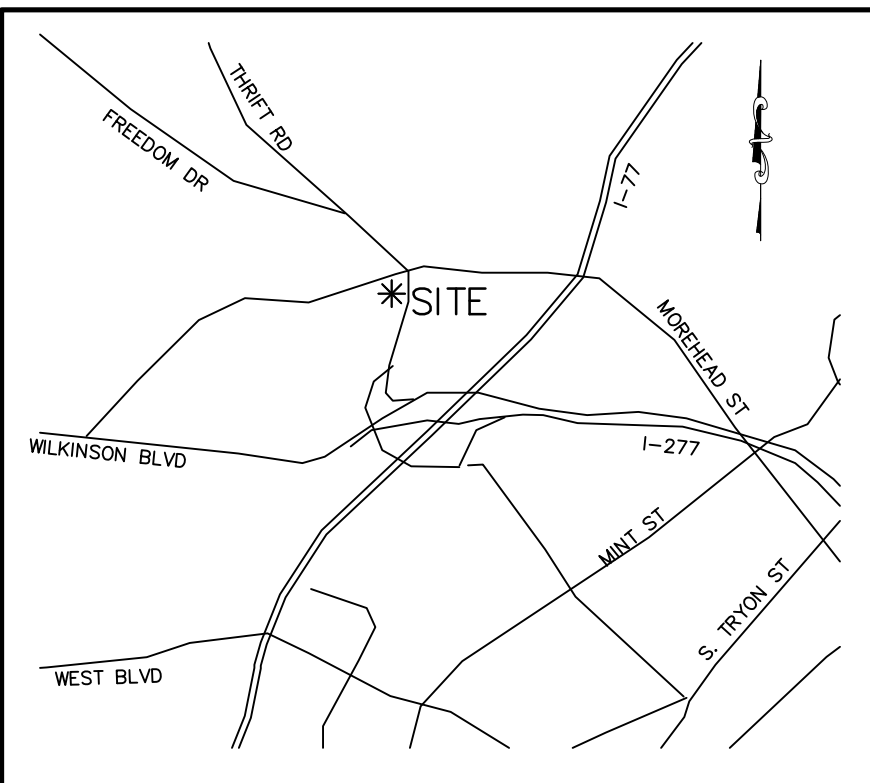 THRIFT RD
FREEDOM DR
I-77
SITE
MOREHEAD ST
WILKINSON BLVD
I-277
MINT ST
S. TRYON ST
WEST BLVD